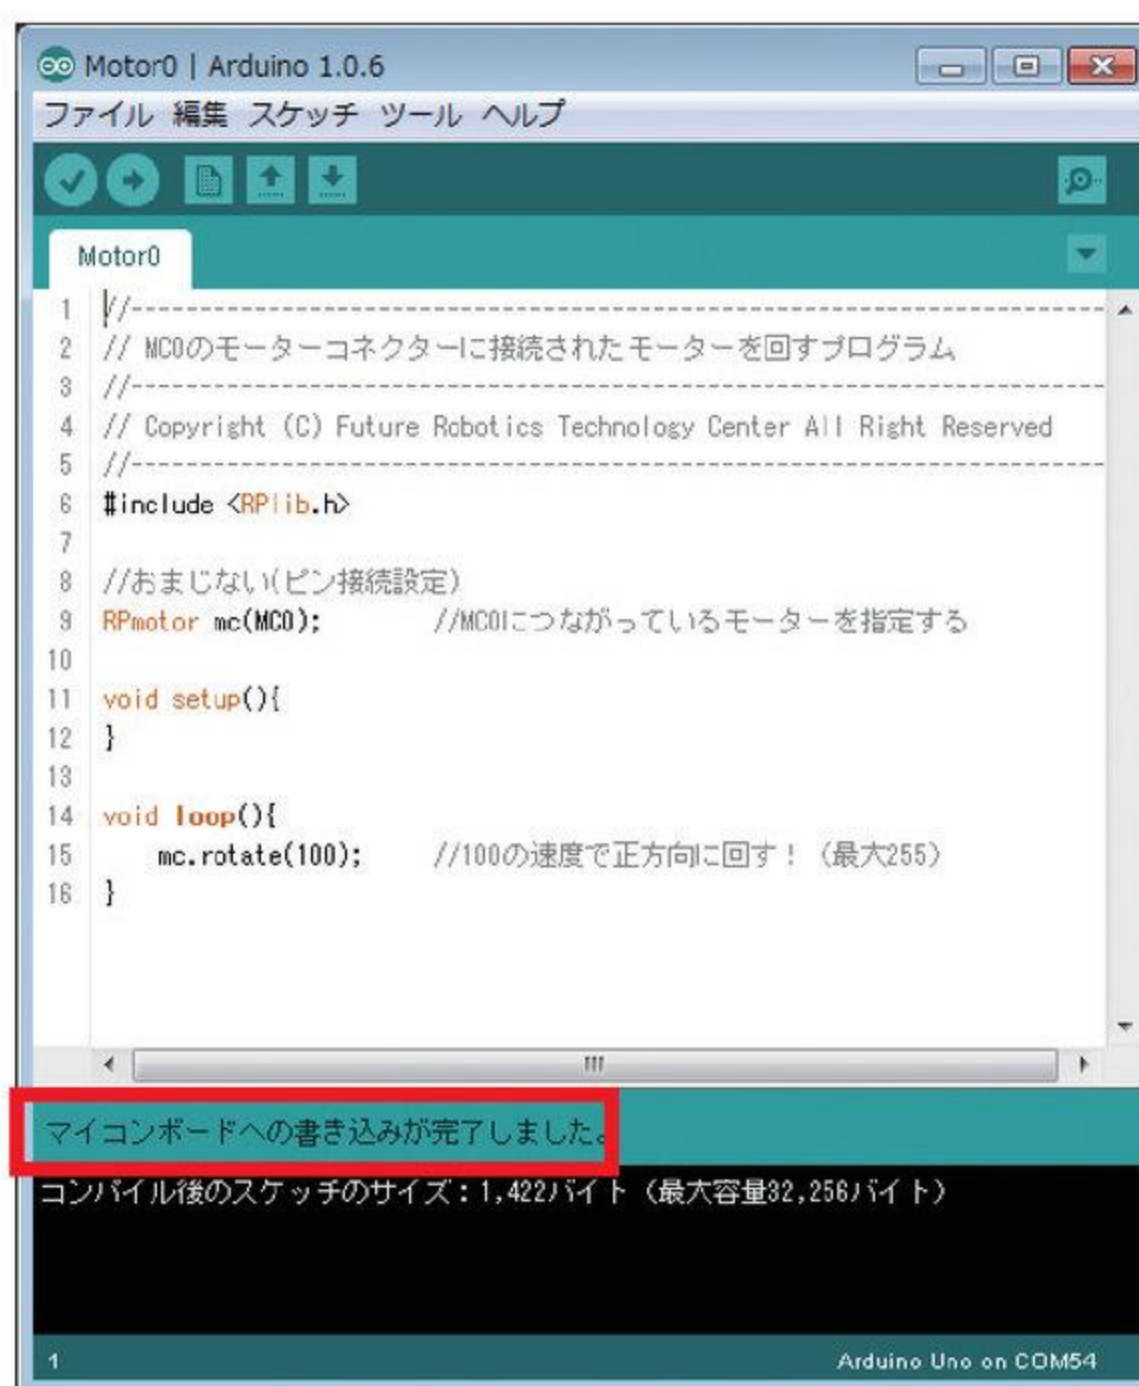 Motor0 | Arduino 1.0.6
ファイル 編集 スケッチ ツール ヘルプ
Motor0
1 //-----------------------------------------------------------------------
2 // MC0のモーターコネクターに接続されたモーターを回すプログラム
3 //-----------------------------------------------------------------------
4 // Copyright (C) Future Robotics Technology Center All Right Reserved
5 //-----------------------------------------------------------------------
6 #include <RPlib.h>
7
8 //おまじない(ピン接続設定)
9 RPmotor mc(MC0); //MC0につながっているモーターを指定する
10
11 void setup(){
12 }
13
14 void loop(){
15 mc.rotate(100); //100の速度で正方向に回す！（最大255）
16 }
マイコンボードへの書き込みが完了しました。
コンパイル後のスケッチのサイズ：1,422バイト（最大容量32,256バイト）
1 Arduino Uno on COM54